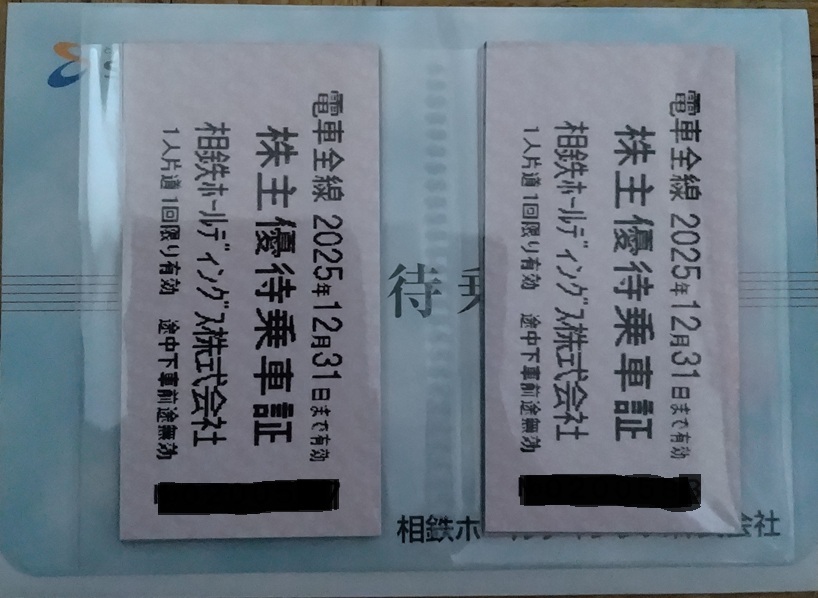 電車全線 2025年12月31日まで有効
株主優待乗車証
相鉄ホールディングス株式会社
1人片道1回限り有効 途中下車前途無効
電車全線 2025年12月31日まで有効
株主優待乗車証
相鉄ホールディングス株式会社
1人片道1回限り有効 途中下車前途無効
待乗
相鉄ホ
会社